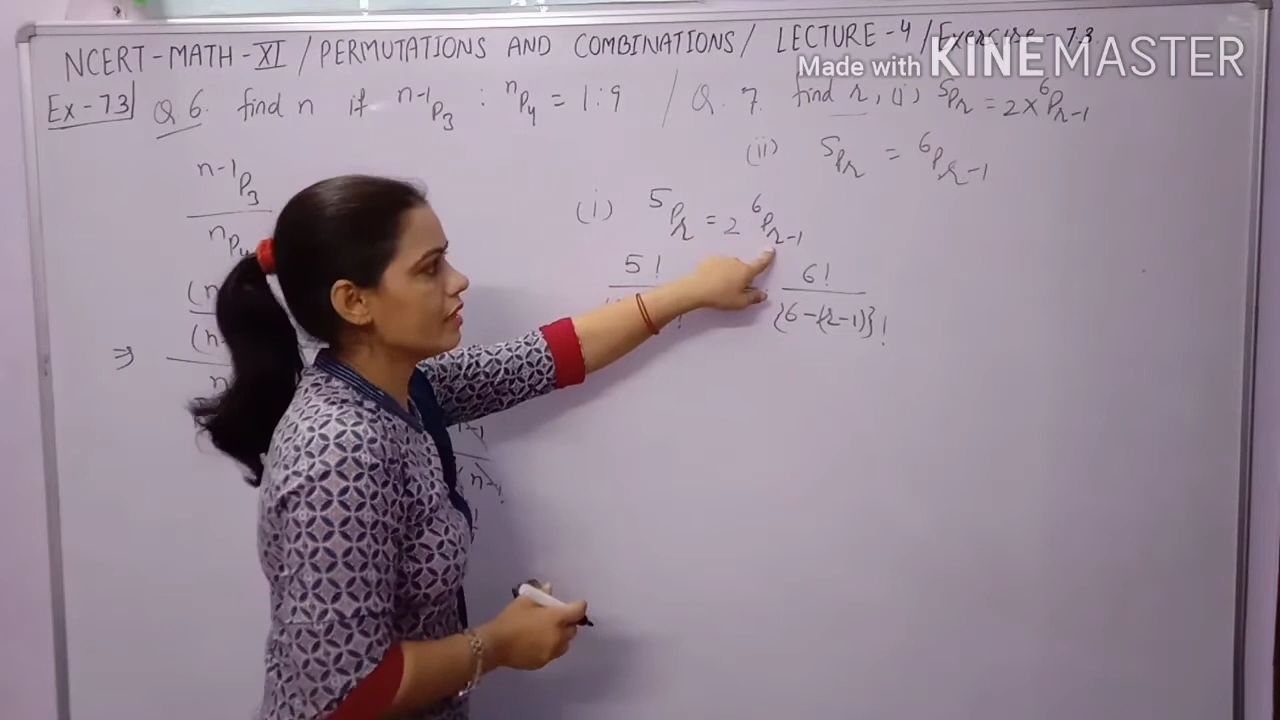 NCERT-MATH-XI / PERMUTATIONS AND COMBINATIONS / LECTURE-4 / Exercise-7.3
Made with KINEMASTER
Ex-7.3 Q.6. find n if n-1P3 : nP4 = 1:9 / Q.7. find r, (i) 5Pr = 2x6Pr-1
(ii) 5Pr = 6Pr-1
n-1P3
nP4
(i) 5Pr = 2 6Pr-1
5!
6!
{6-(r-1)}!
⇒